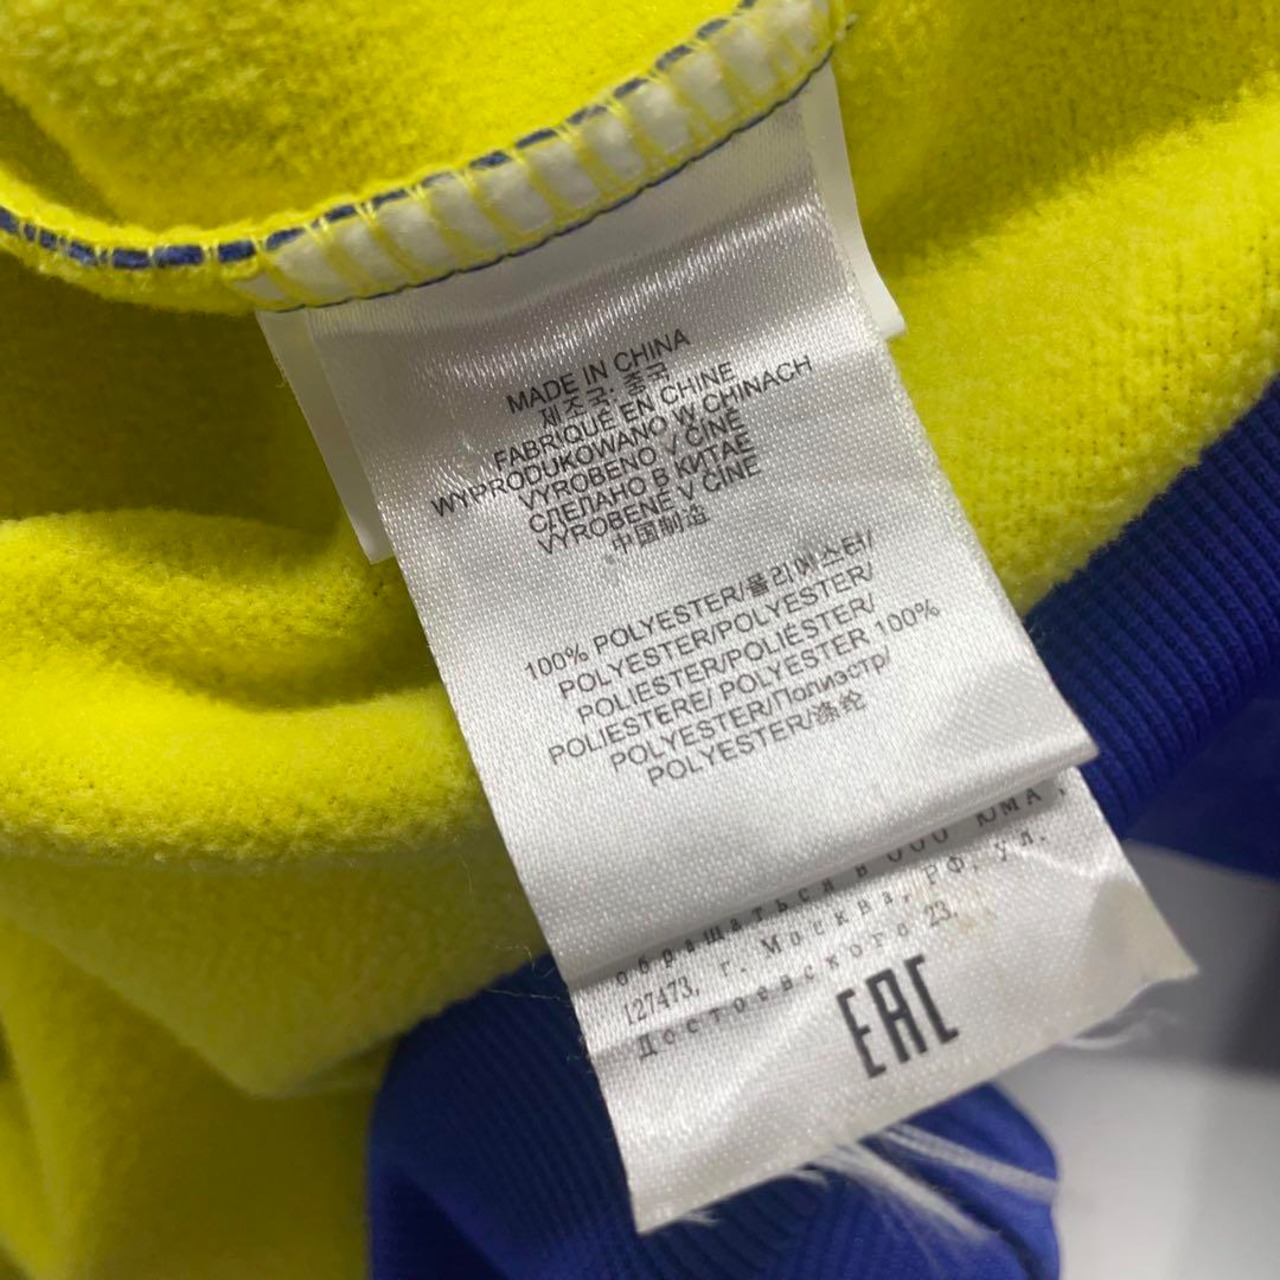 MADE IN CHINA
제조국: 중국
FABRIQUÉ EN CHINE
WYPRODUKOWANO W CHINACH
VYROBENO V ČÍNĚ
СДЕЛАНО В КИТАЕ
VYROBENÉ V ČÍNE
中国制造
100% POLYESTER/폴리에스터/
POLYESTER/POLYESTER/
POLIESTER/POLIÉSTER/
POLIESTERE/ POLYESTER 100%
POLYESTER/Полиэстр/
POLYESTER/涤纶
обращаться в ООО ЮМА,
127473, г. Москва, РФ, ул.
Достоевского 23.
EAC